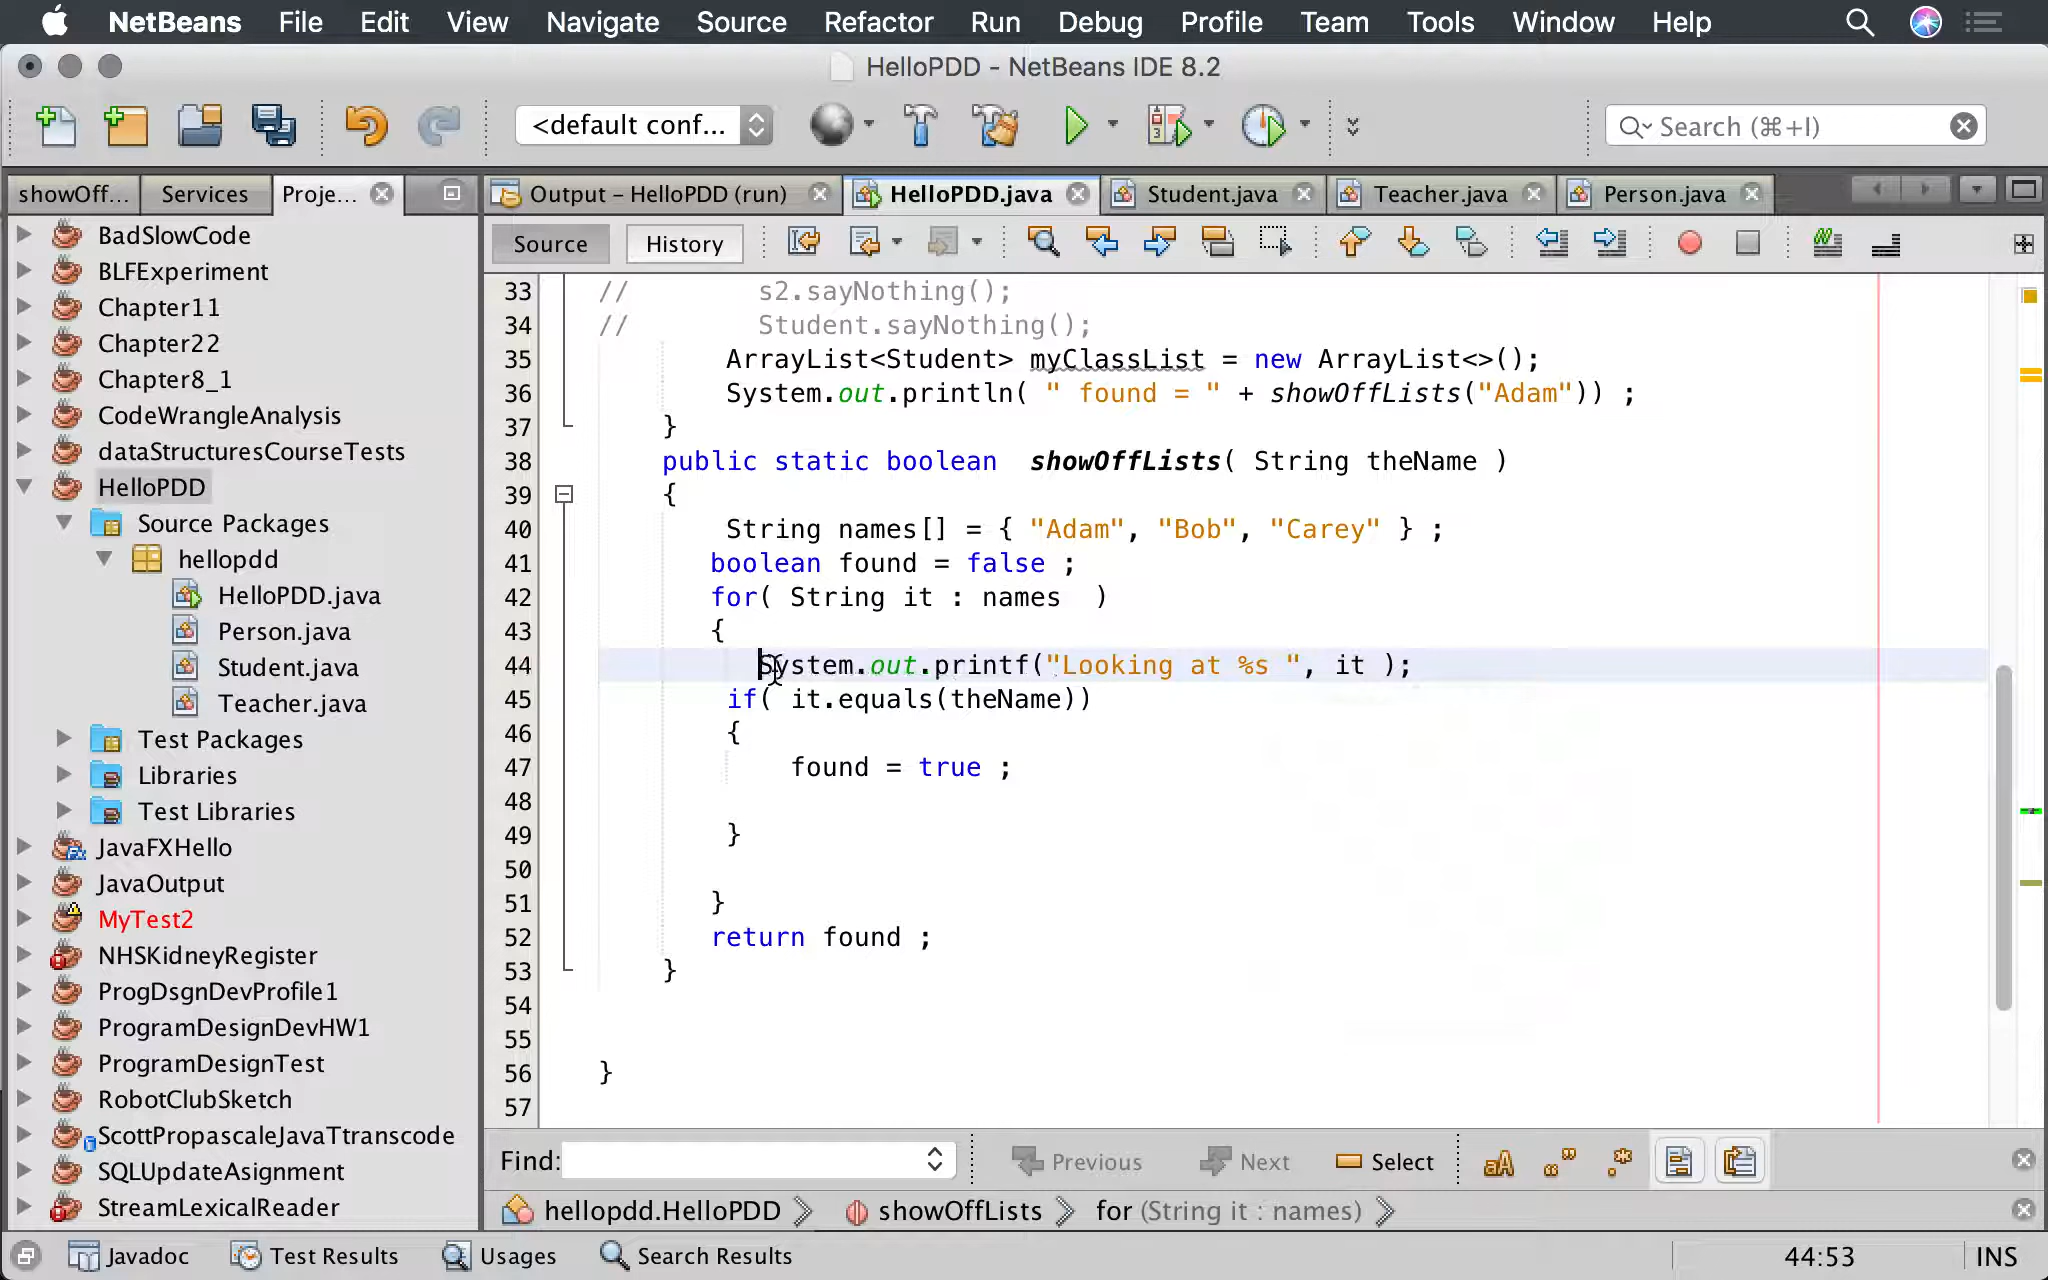 NetBeans File Edit View Navigate Source Refactor Run Debug Profile Team Tools Window Help
HelloPDD - NetBeans IDE 8.2
<default conf...
Search (⌘+I)
showOff... Services Proje...
Output – HelloPDD (run) HelloPDD.java Student.java Teacher.java Person.java
Source History
BadSlowCode
BLFExperiment
Chapter11
Chapter22
Chapter8_1
CodeWrangleAnalysis
dataStructuresCourseTests
HelloPDD
Source Packages
hellopdd
HelloPDD.java
Person.java
Student.java
Teacher.java
Test Packages
Libraries
Test Libraries
JavaFXHello
JavaOutput
MyTest2
NHSKidneyRegister
ProgDsgnDevProfile1
ProgramDesignDevHW1
ProgramDesignTest
RobotClubSketch
ScottPropascaleJavaTtranscode
SQLUpdateAsignment
StreamLexicalReader
33 // s2.sayNothing();
34 // Student.sayNothing();
35 ArrayList<Student> myClassList = new ArrayList<>();
36 System.out.println( " found = " + showOffLists("Adam")) ;
37 }
38 public static boolean showOffLists( String theName )
39 {
40 String names[] = { "Adam", "Bob", "Carey" } ;
41 boolean found = false ;
42 for( String it : names )
43 {
44 System.out.printf("Looking at %s ", it );
45 if( it.equals(theName))
46 {
47 found = true ;
48
49 }
50
51 }
52 return found ;
53 }
54
55
56 }
57
Find: Previous Next Select
hellopdd.HelloPDD showOffLists for (String it : names)
Javadoc Test Results Usages Search Results 44:53 INS